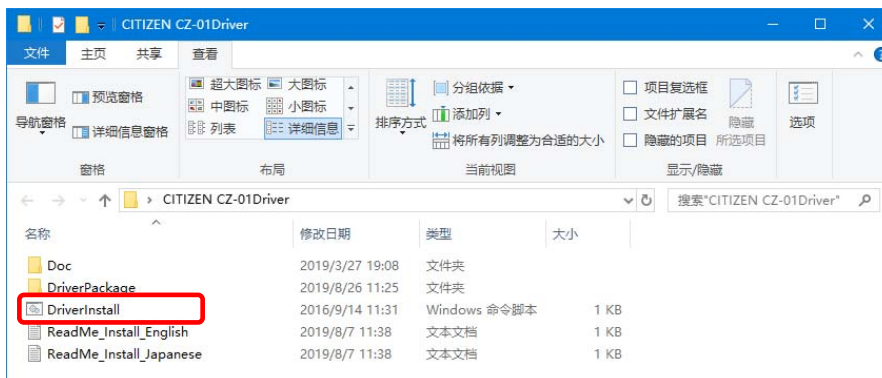 CITIZEN CZ-01Driver
文件 主页 共享 查看
预览窗格 超大图标 大图标 分组依据 项目复选框
导航窗格 中图标 小图标 排序方式 添加列 文件扩展名 隐藏 选项
详细信息窗格 列表 详细信息 将所有列调整为合适的大小 隐藏的项目 所选项目
窗格 布局 当前视图 显示/隐藏
CITIZEN CZ-01Driver 搜索"CITIZEN CZ-01Driver"
名称 修改日期 类型 大小
Doc 2019/3/27 19:08 文件夹
DriverPackage 2019/8/26 11:25 文件夹
DriverInstall 2016/9/14 11:31 Windows 命令脚本 1 KB
ReadMe_Install_English 2019/8/7 11:38 文本文档 1 KB
ReadMe_Install_Japanese 2019/8/7 11:38 文本文档 1 KB